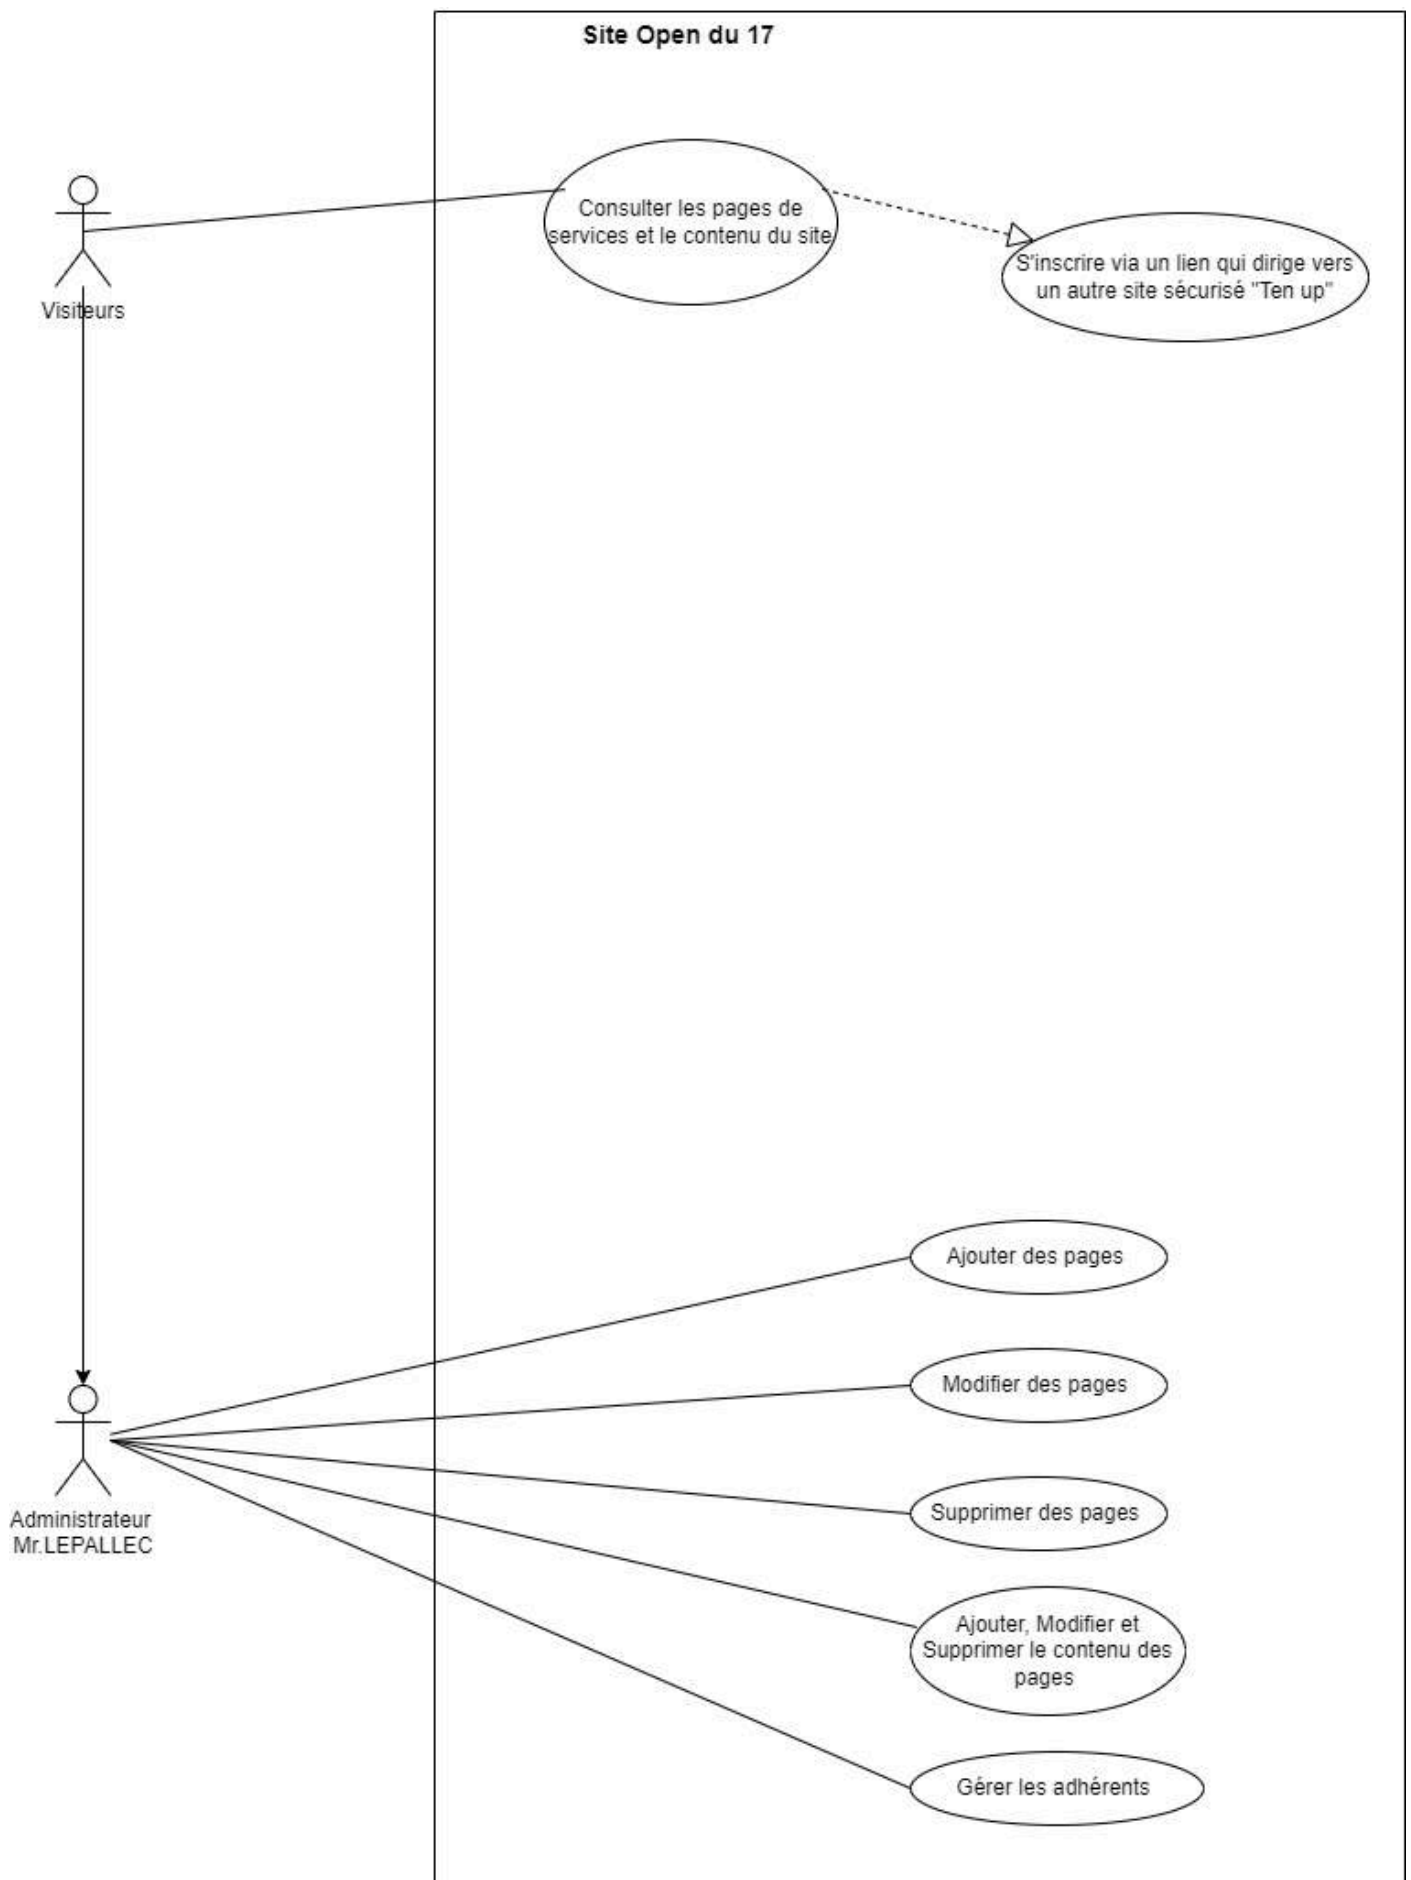 Site Open du 17
Consulter les pages de
services et le contenu du site
S'inscrire via un lien qui dirige vers
un autre site sécurisé "Ten up"
Visiteurs
Ajouter des pages
Modifier des pages
Supprimer des pages
Administrateur
Mr.LEPALLEC
Ajouter, Modifier et
Supprimer le contenu des
pages
Gérer les adhérents